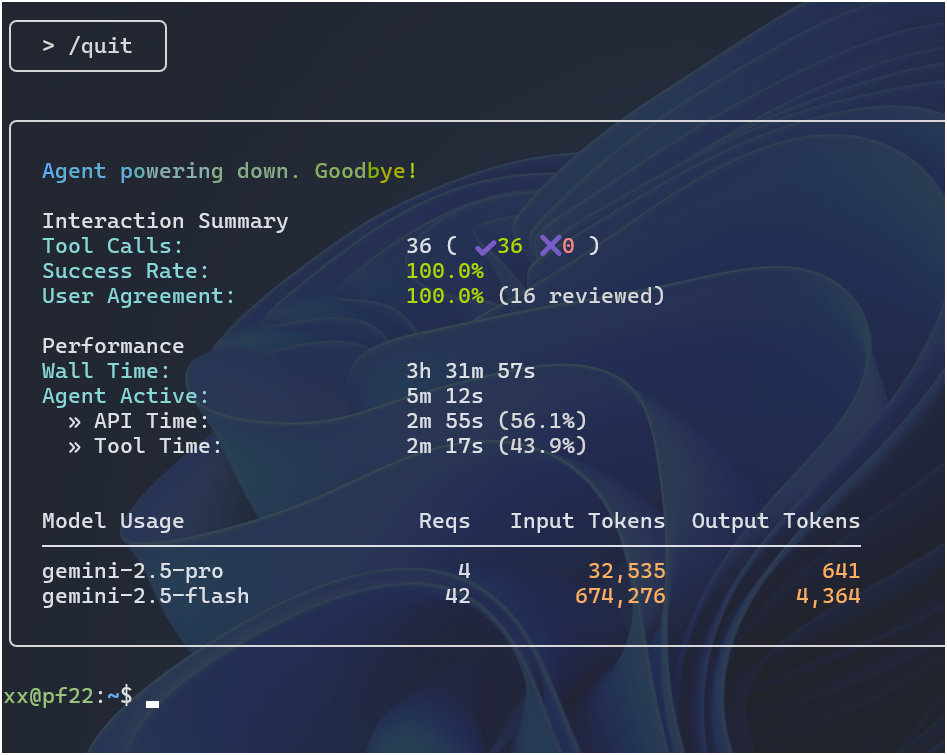 > /quit
Agent powering down. Goodbye!
Interaction Summary
Tool Calls: 36 ( ✔36 ✖0 )
Success Rate: 100.0%
User Agreement: 100.0% (16 reviewed)
Performance
Wall Time: 3h 31m 57s
Agent Active: 5m 12s
» API Time: 2m 55s (56.1%)
» Tool Time: 2m 17s (43.9%)
Model Usage Reqs Input Tokens Output Tokens
gemini-2.5-pro 4 32,535 641
gemini-2.5-flash 42 674,276 4,364
xx@pf22:~$